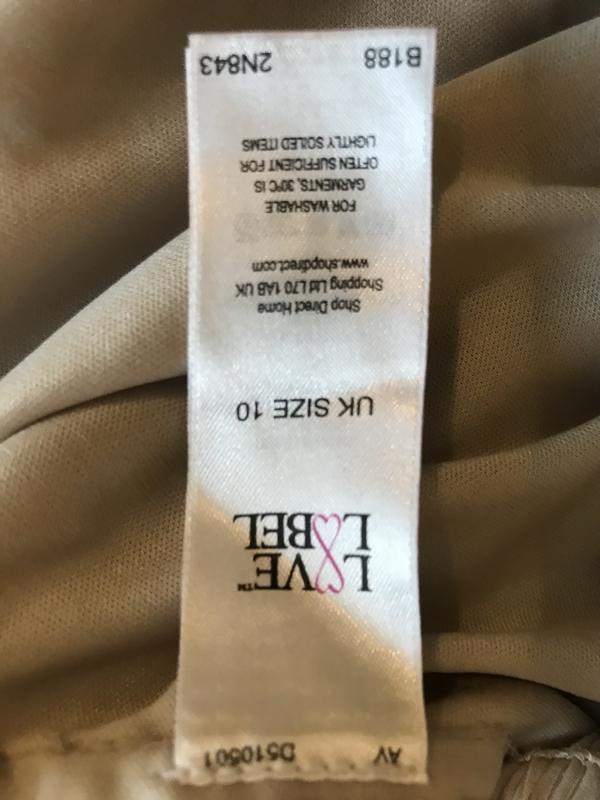 AV D510501
LOVE™
LABEL
UK SIZE 10
Shop Direct Home
Shopping Ltd L70 1AB UK
www.shopdirect.com
FOR WASHABLE
GARMENTS, 30°C IS
OFTEN SUFFICIENT FOR
LIGHTLY SOILED ITEMS
B188 2N843